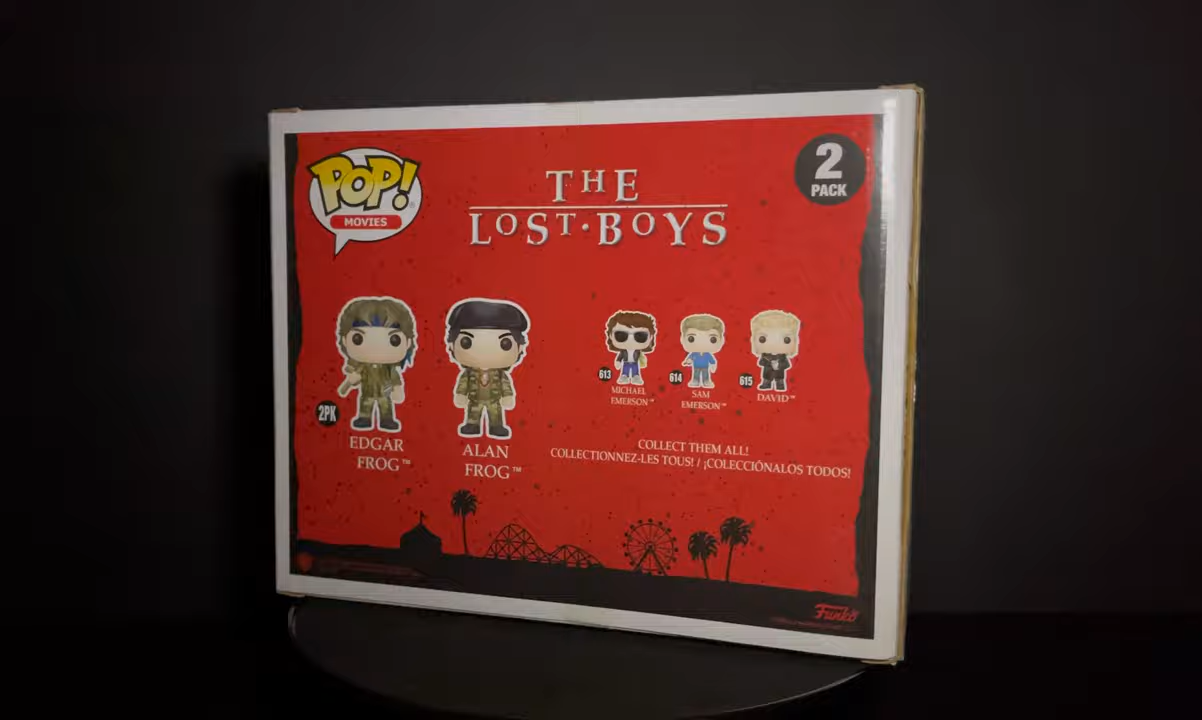 POP!
MOVIES
THE
LOST·BOYS
2
PACK
2PK
EDGAR
FROG™
ALAN
FROG™
613
MICHAEL
EMERSON™
614
SAM
EMERSON™
615
DAVID™
COLLECT THEM ALL!
COLLECTIONNEZ-LES TOUS! / ¡COLECCIÓNALOS TODOS!
Funko